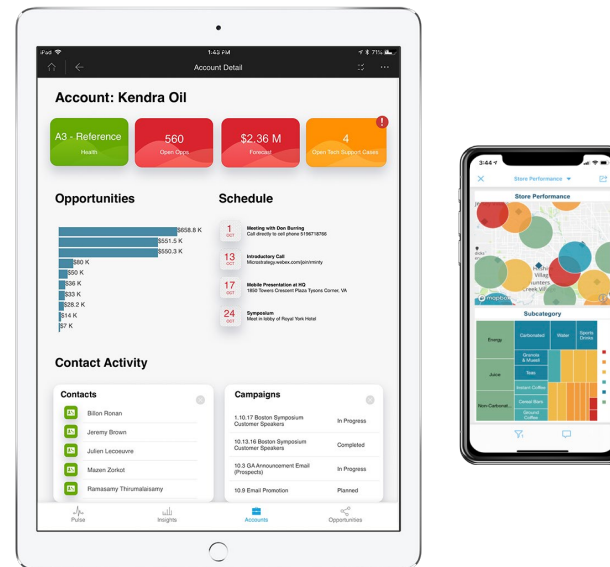 iPad
1:43 PM
71%
Account Detail
Account: Kendra Oil
A3 - Reference
Health
560
Open Opps
$2.36 M
Forecast
!
4
Open Tech Support Cases
Opportunities
$658.8 K
$551.5 K
$550.3 K
$80 K
$50 K
$36 K
$33 K
$28.2 K
$14 K
$7 K
Schedule
1 Meeting with Don Burring
OCT Call directly to cell phone 5196718788
13 Introductory Call
OCT Microstrategy.webex.com/join/rminty
17 Mobile Presentation at HQ
OCT 1850 Towers Crescent Plaza Tysons Corner, VA
24 Symposium
OCT Meet in lobby of Royal York Hotel
Contact Activity
Contacts
Billon Ronan
Jeremy Brown
Julien Lecoeuvre
Mazen Zorkot
Ramasamy Thirumalaisamy
Campaigns
1.10.17 Boston Symposium
Customer Speakers
In Progress
10.13.16 Boston Symposium
Customer Speakers
Completed
10.3 GA Announcement Email
(Prospects)
In Progress
10.9 Email Promotion
Planned
Pulse
Insights
Accounts
Opportunities
3:44
Store Performance
Store Performance
Village
Hunters
Creek Village
mapbox
Subcategory
Energy
Carbonated
Water
Sports
Drinks
Granola
& Muesli
Juice
Teas
Instant Coffee
Non-Carbonat...
Cereal Bars
Ground
Coffee